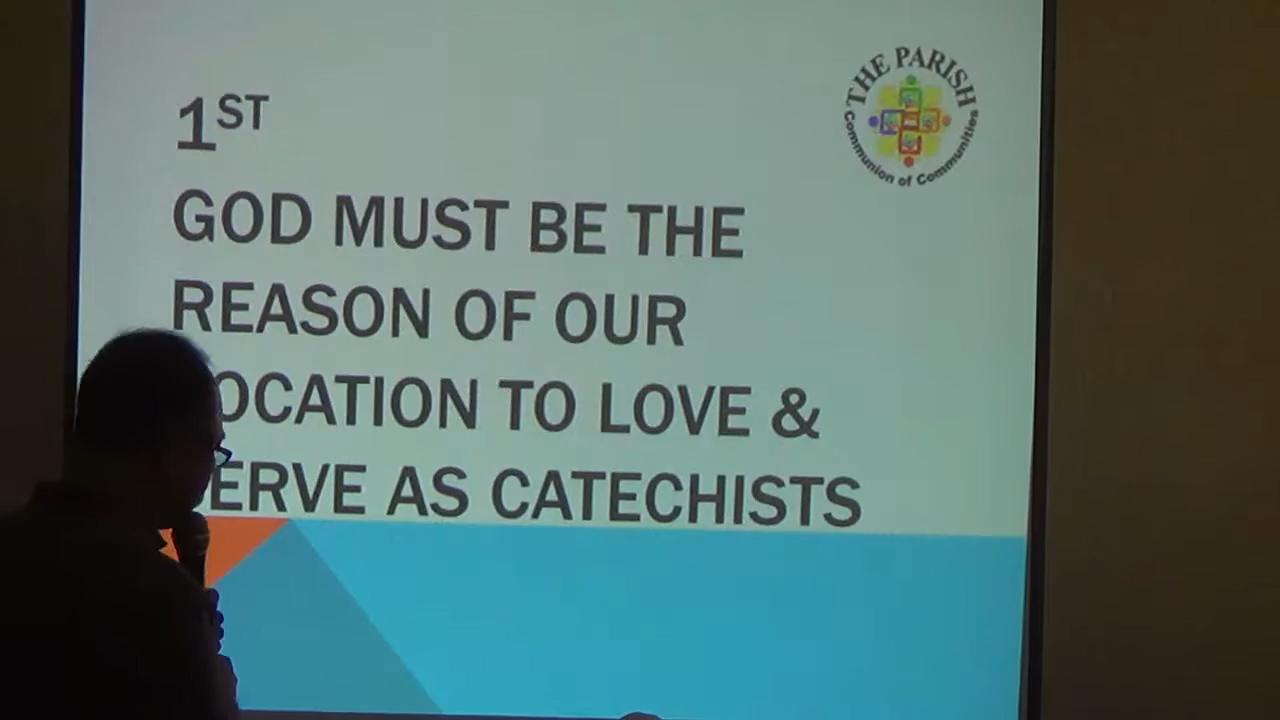 THE PARISH
Communion of Communities
1ST
GOD MUST BE THE
REASON OF OUR
OCATION TO LOVE &
ERVE AS CATECHISTS